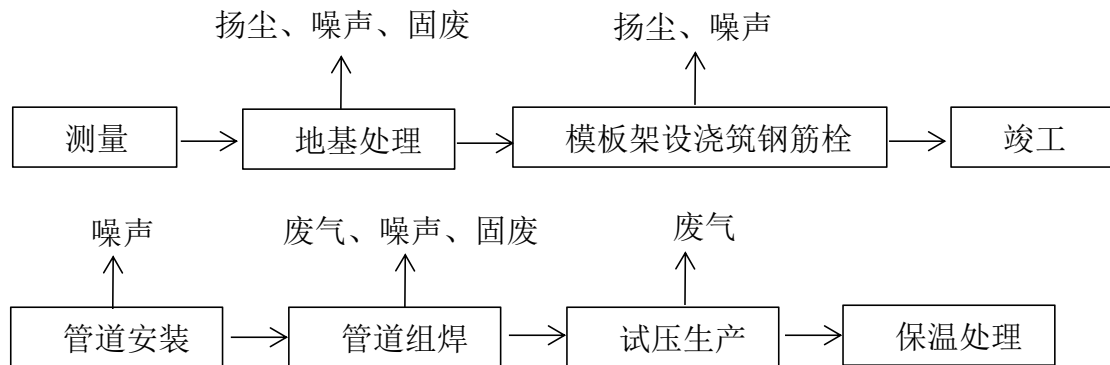 扬尘、噪声、固废 扬尘、噪声
测量 地基处理 模板架设浇筑钢筋栓 竣工
噪声 废气、噪声、固废 废气
管道安装 管道组焊 试压生产 保温处理